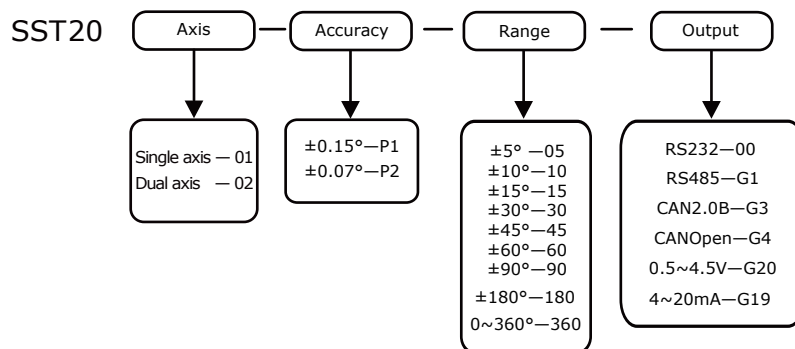 SST20
Axis — Accuracy — Range — Output
Single axis — 01
Dual axis — 02
±0.15°—P1
±0.07°—P2
±5° —05
±10°—10
±15°—15
±30°—30
±45°—45
±60°—60
±90°—90
±180°—180
0~360°—360
RS232—00
RS485—G1
CAN2.0B—G3
CANOpen—G4
0.5~4.5V—G20
4~20mA—G19